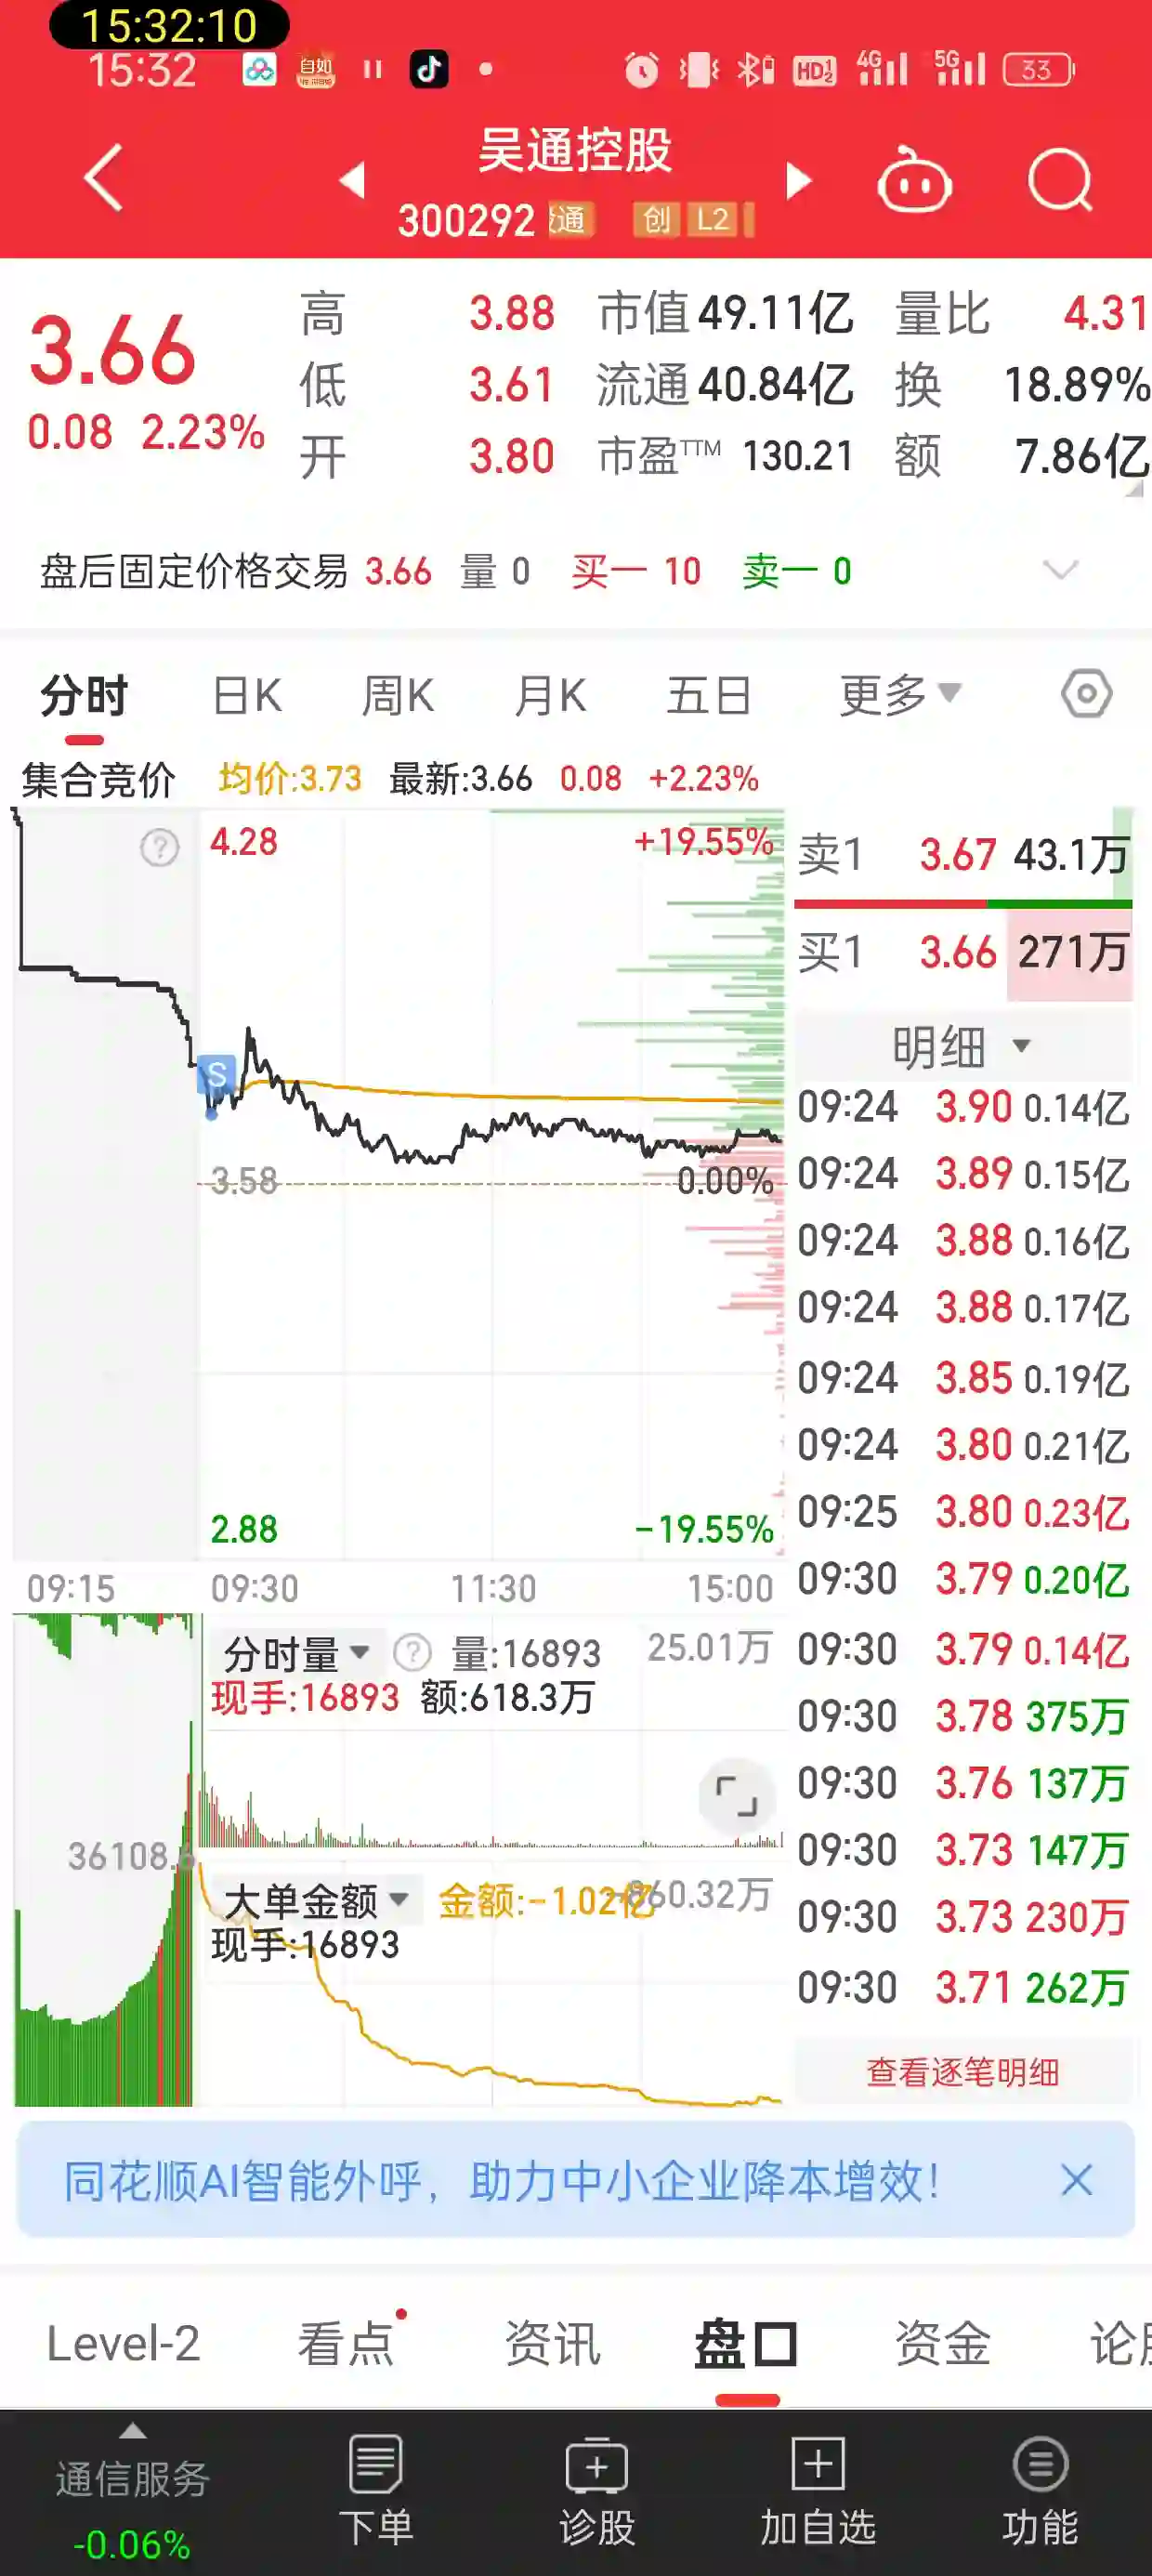 15:32:10
15:32 自如 HD 4G 5G 33
吴通控股
300292 通 创 L2
3.66 高 3.88 市值 49.11亿 量比 4.31
低 3.61 流通 40.84亿 换 18.89%
0.08 2.23%
开 3.80 市盈TTM 130.21 额 7.86亿
盘后固定价格交易 3.66 量 0 买一 10 卖一 0
分时 日K 周K 月K 五日 更多
集合竞价 均价:3.73 最新:3.66 0.08 +2.23%
4.28 +19.55%
3.58 0.00%
2.88 -19.55%
09:15 09:30 11:30 15:00
卖1 3.67 43.1万
买1 3.66 271万
明细
09:24 3.90 0.14亿
09:24 3.89 0.15亿
09:24 3.88 0.16亿
09:24 3.88 0.17亿
09:24 3.85 0.19亿
09:24 3.80 0.21亿
09:25 3.80 0.23亿
09:30 3.79 0.20亿
09:30 3.79 0.14亿
09:30 3.78 375万
09:30 3.76 137万
09:30 3.73 147万
09:30 3.73 230万
09:30 3.71 262万
查看逐笔明细
S
分时量 ? 量:16893 25.01万
现手:16893 额:618.3万
36108.6
大单金额 金额:-1.02亿 60.32万
现手:16893
同花顺AI智能外呼，助力中小企业降本增效！
Level-2 看点 资讯 盘口 资金 论
通信服务
-0.06%
下单 诊股 加自选 功能